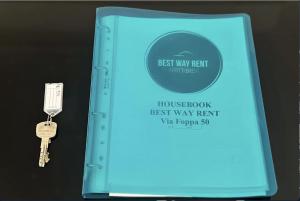 BEST WAY RENT
HOUSEBOOK
BEST WAY RENT
Via Foppa 50